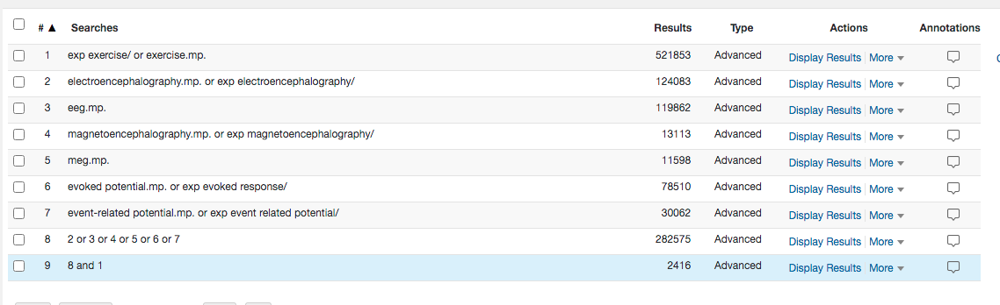 # ▲ Searches Results Type Actions Annotations
1 exp exercise/ or exercise.mp. 521853 Advanced Display Results More ▼
2 electroencephalography.mp. or exp electroencephalography/ 124083 Advanced Display Results More ▼
3 eeg.mp. 119862 Advanced Display Results More ▼
4 magnetoencephalography.mp. or exp magnetoencephalography/ 13113 Advanced Display Results More ▼
5 meg.mp. 11598 Advanced Display Results More ▼
6 evoked potential.mp. or exp evoked response/ 78510 Advanced Display Results More ▼
7 event-related potential.mp. or exp event related potential/ 30062 Advanced Display Results More ▼
8 2 or 3 or 4 or 5 or 6 or 7 282575 Advanced Display Results More ▼
9 8 and 1 2416 Advanced Display Results More ▼